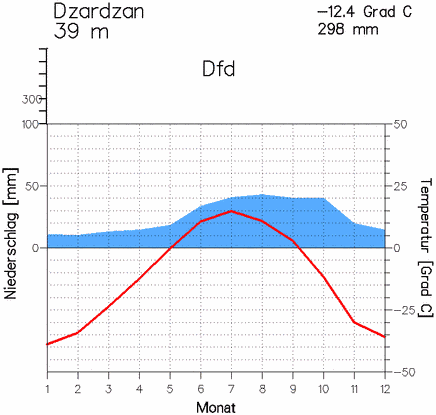 Dzardzan
39 m
−12.4 Grad C
298 mm
Dfd
300
100
50
0
Niederschlag [mm]
50
25
0
−25
−50
Temperatur [Grad C]
1 2 3 4 5 6 7 8 9 10 11 12
Monat